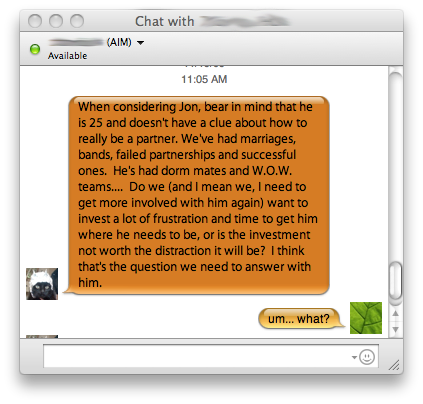 Chat with
(AIM)
Available
11:05 AM
When considering Jon, bear in mind that he
is 25 and doesn't have a clue about how to
really be a partner. We've had marriages,
bands, failed partnerships and successful
ones.  He's had dorm mates and W.O.W.
teams....  Do we (and I mean we, I need to
get more involved with him again) want to
invest a lot of frustration and time to get him
where he needs to be, or is the investment
not worth the distraction it will be?  I think
that's the question we need to answer with
him.
um... what?